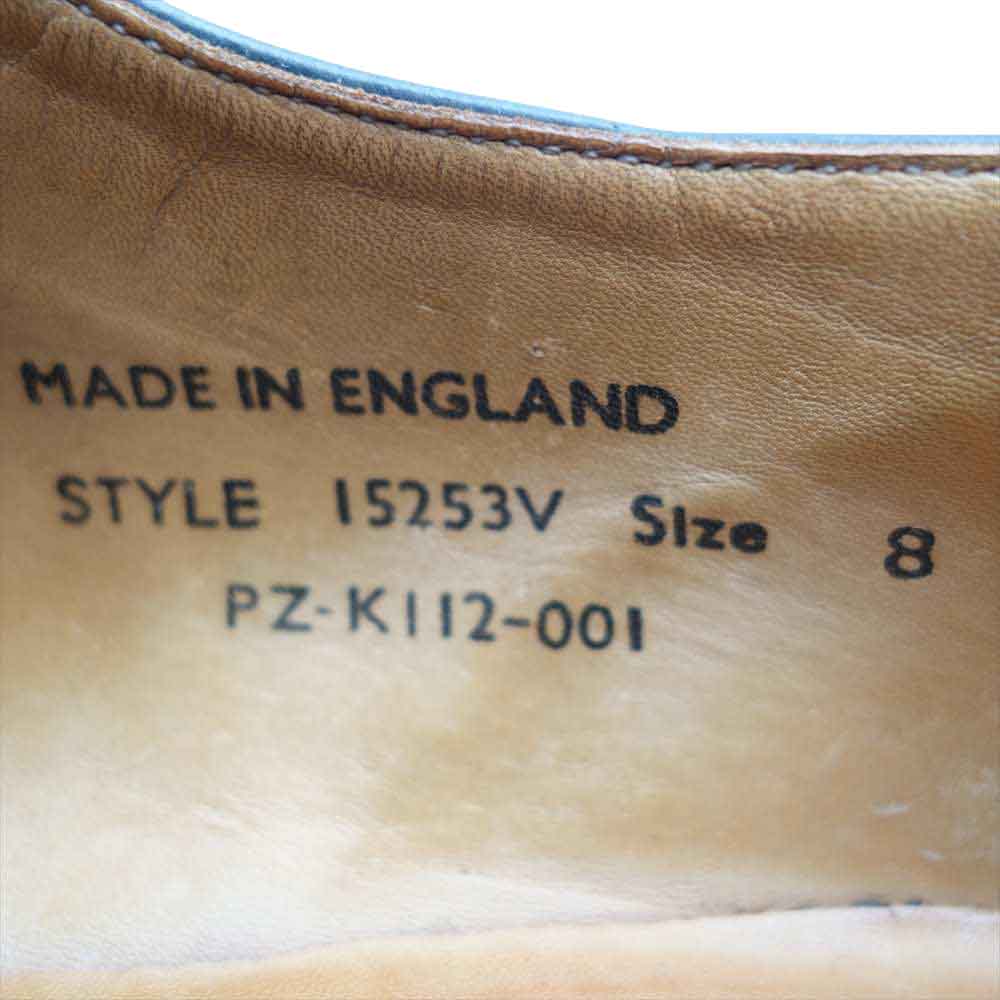 MADE IN ENGLAND
STYLE 15253V Size 8
PZ-K112-001